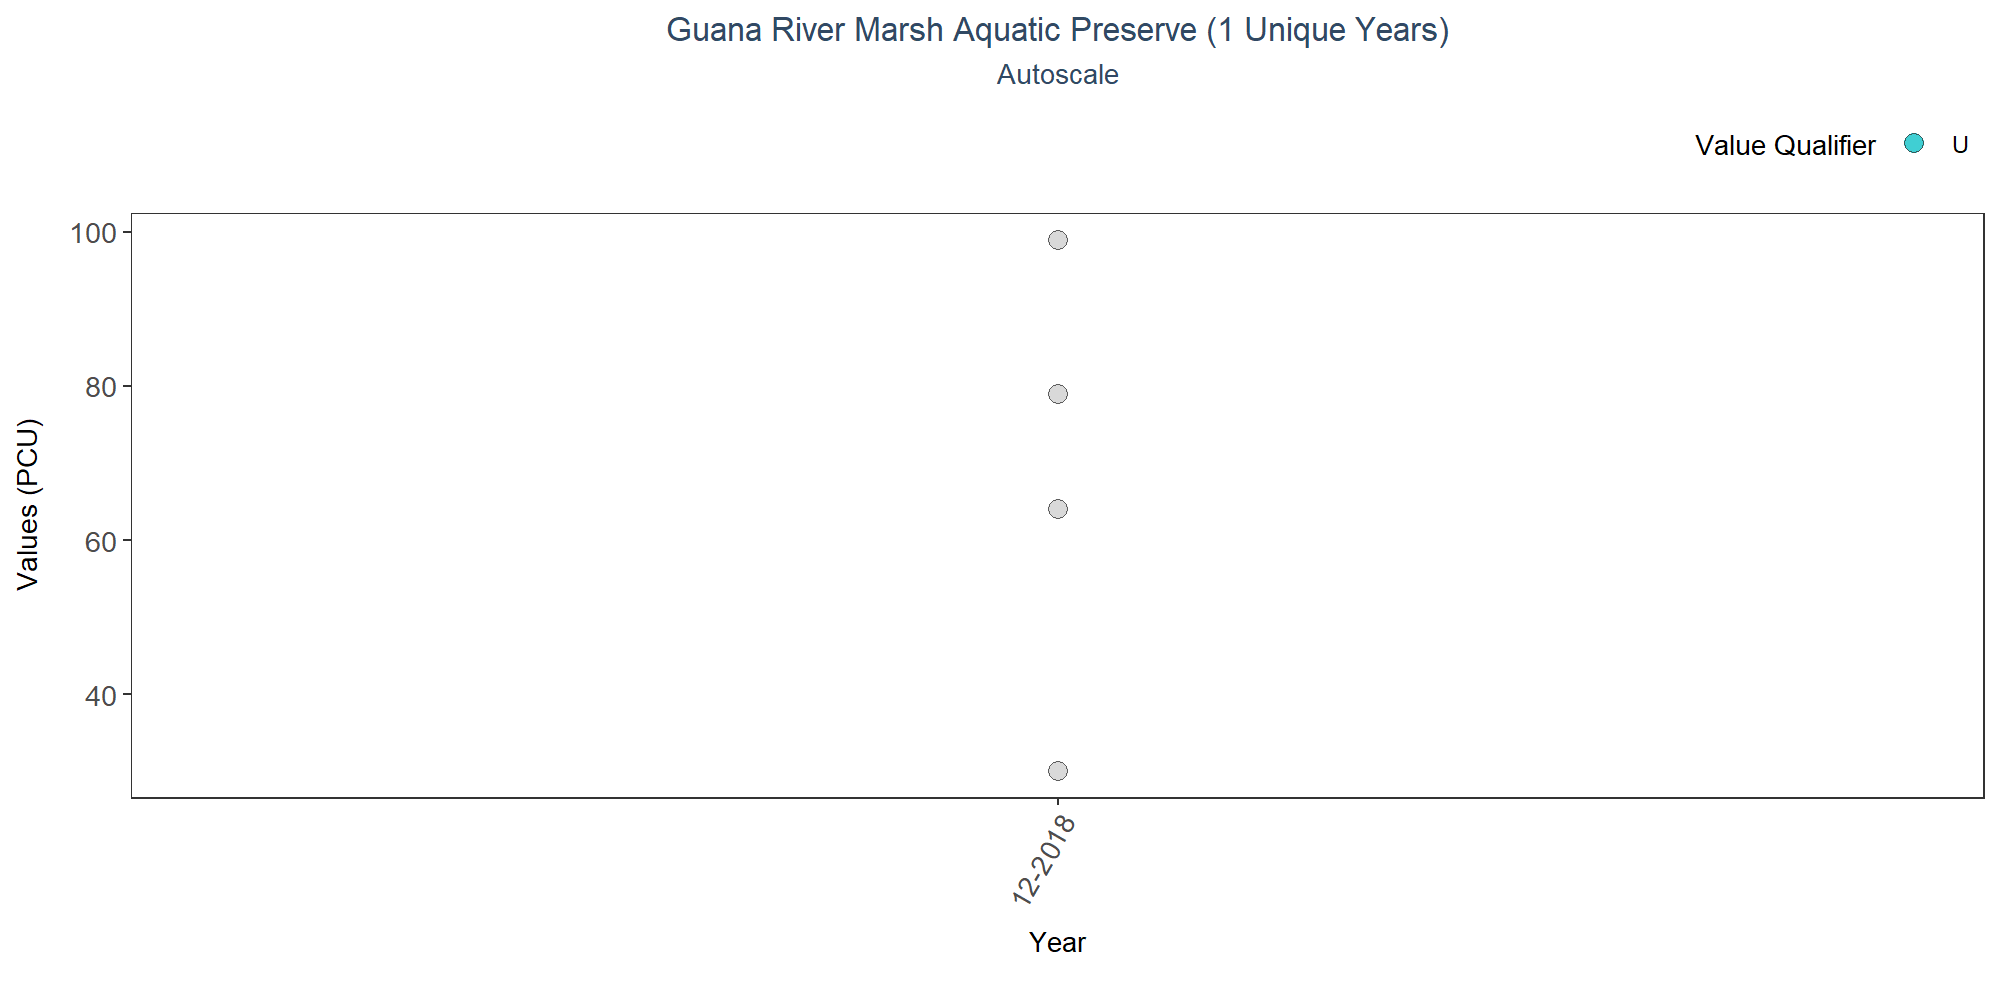 Guana River Marsh Aquatic Preserve (1 Unique Years)
Autoscale
Value Qualifier U
100
80
60
40
Values (PCU)
12-2018
Year